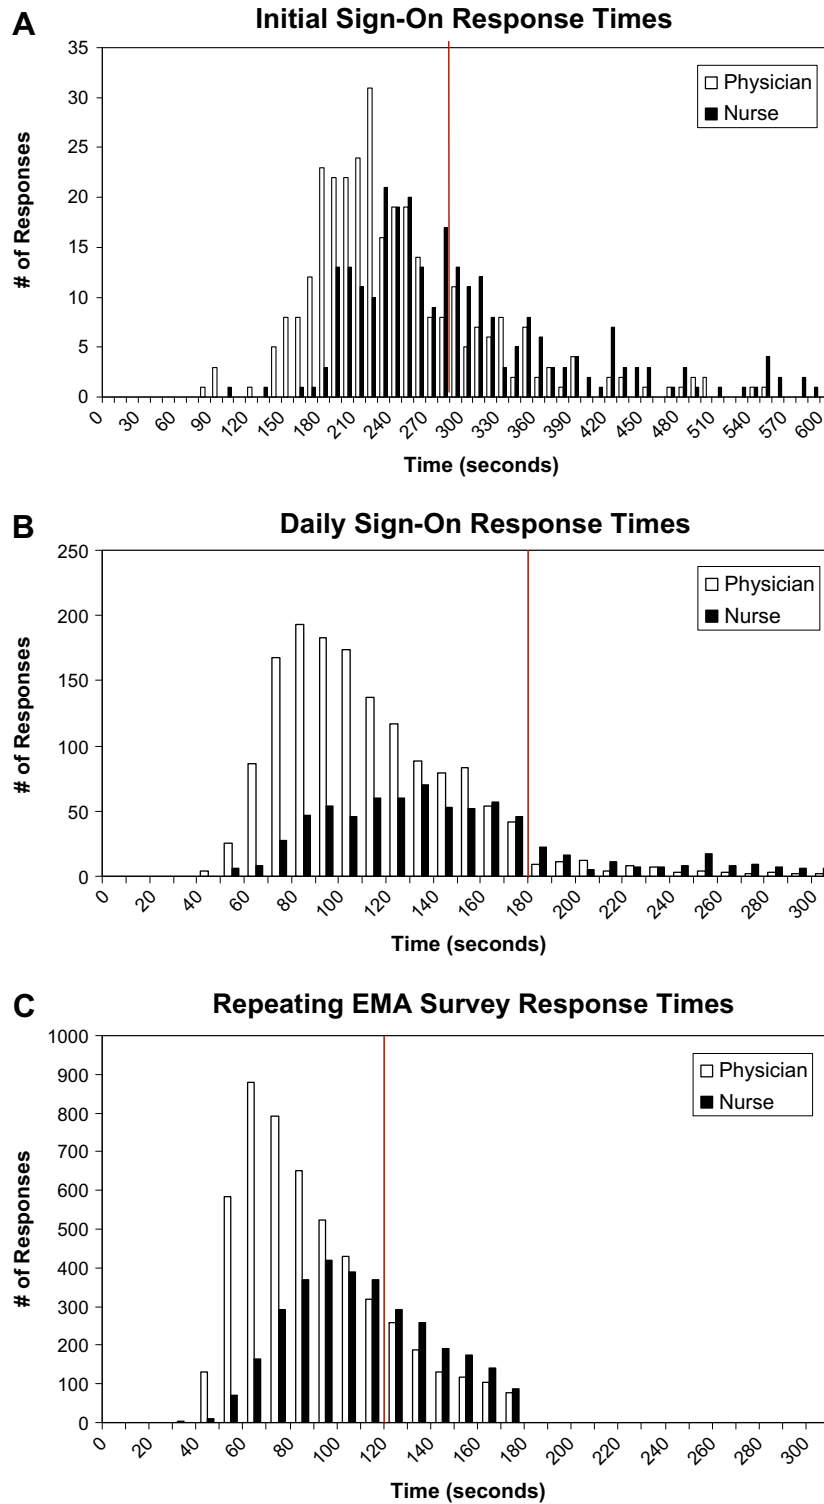 A
Initial Sign-On Response Times
35
30
25
20
15
10
5
0
# of Responses
Physician
Nurse
0 30 60 90 120 150 180 210 240 270 300 330 360 390 420 450 480 510 540 570 600
Time (seconds)
B
Daily Sign-On Response Times
250
200
150
100
50
0
# of Responses
Physician
Nurse
0 20 40 60 80 100 120 140 160 180 200 220 240 260 280 300
Time (seconds)
C
Repeating EMA Survey Response Times
1000
900
800
700
600
500
400
300
200
100
0
# of Responses
Physician
Nurse
0 20 40 60 80 100 120 140 160 180 200 220 240 260 280 300
Time (seconds)